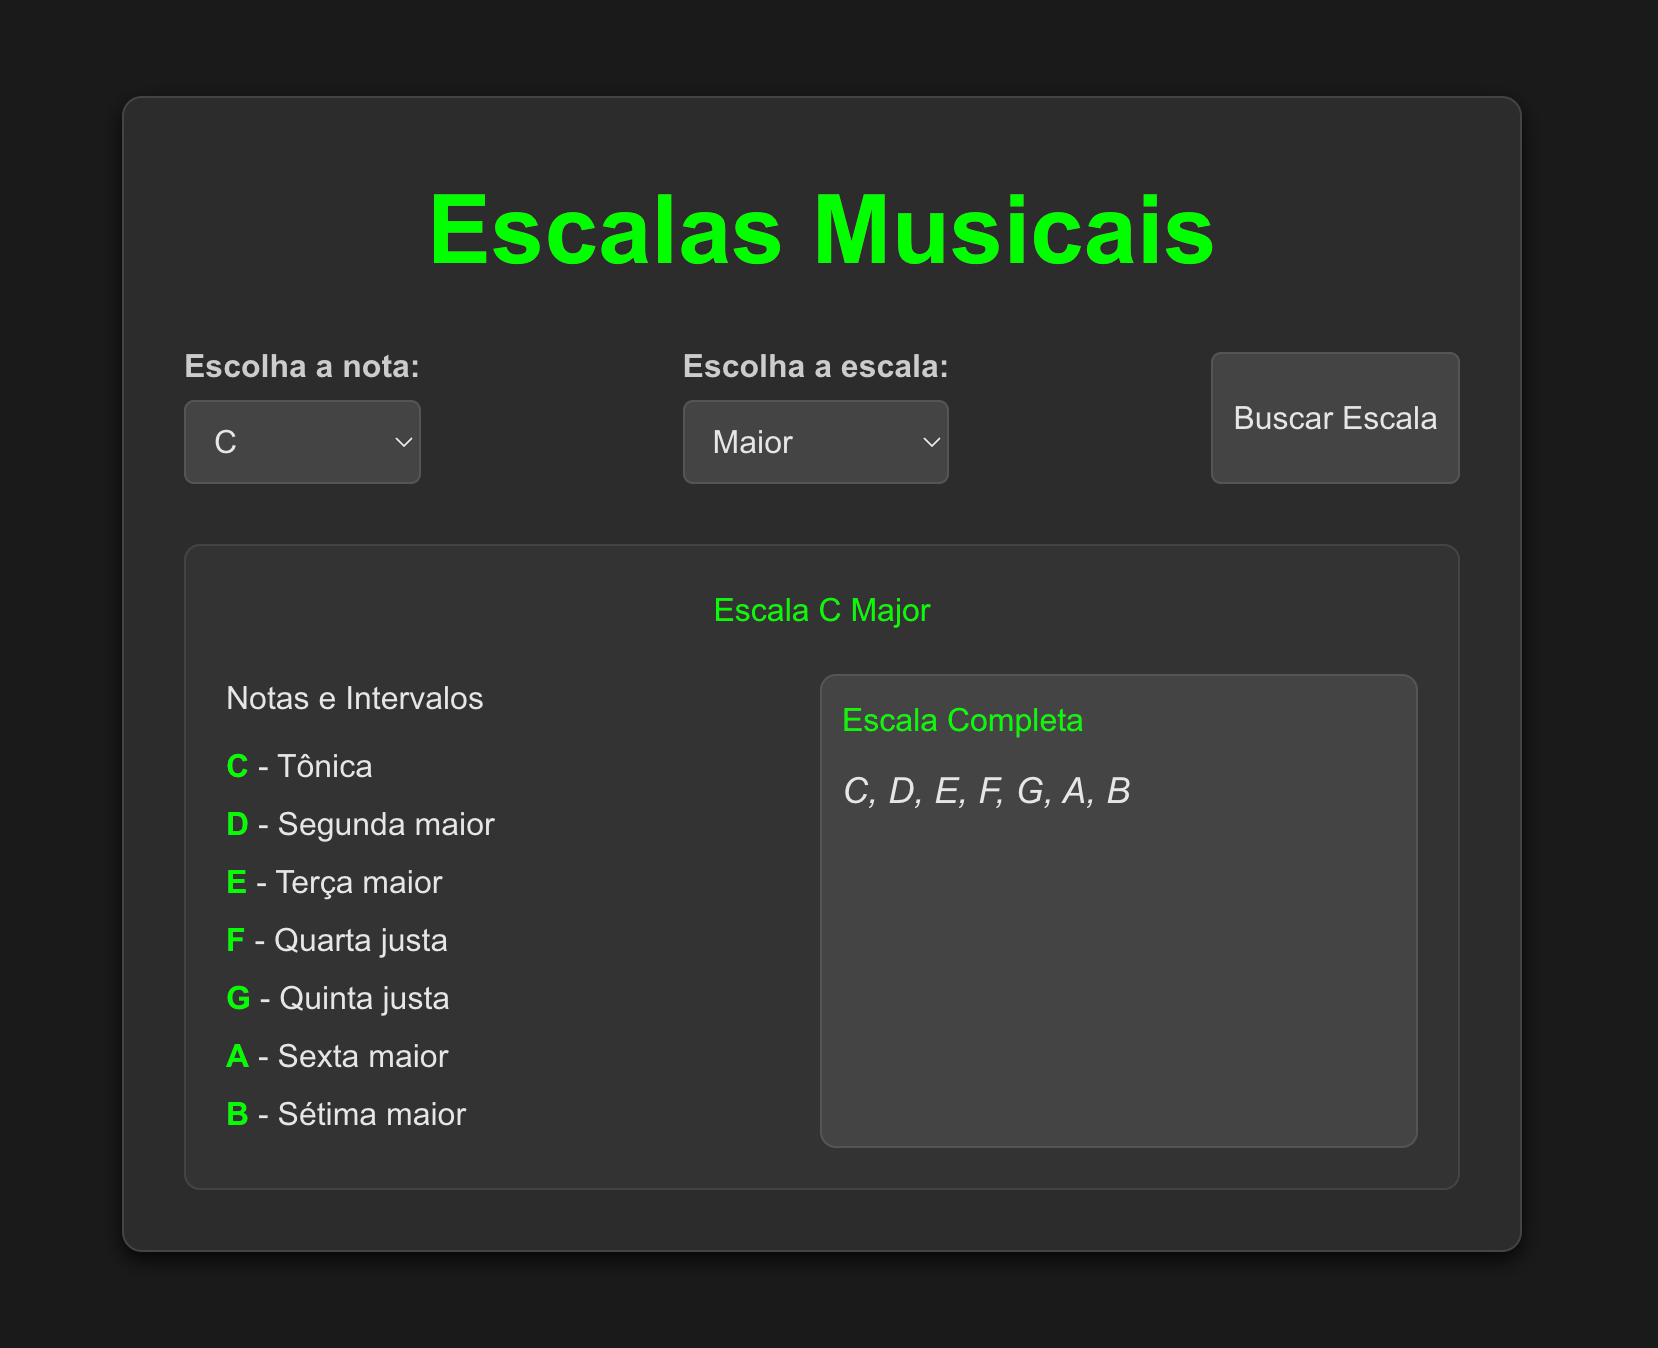 Escalas Musicais
Escolha a nota:
C
Escolha a escala:
Maior
Buscar Escala
Escala C Major
Notas e Intervalos
C - Tônica
D - Segunda maior
E - Terça maior
F - Quarta justa
G - Quinta justa
A - Sexta maior
B - Sétima maior
Escala Completa
C, D, E, F, G, A, B